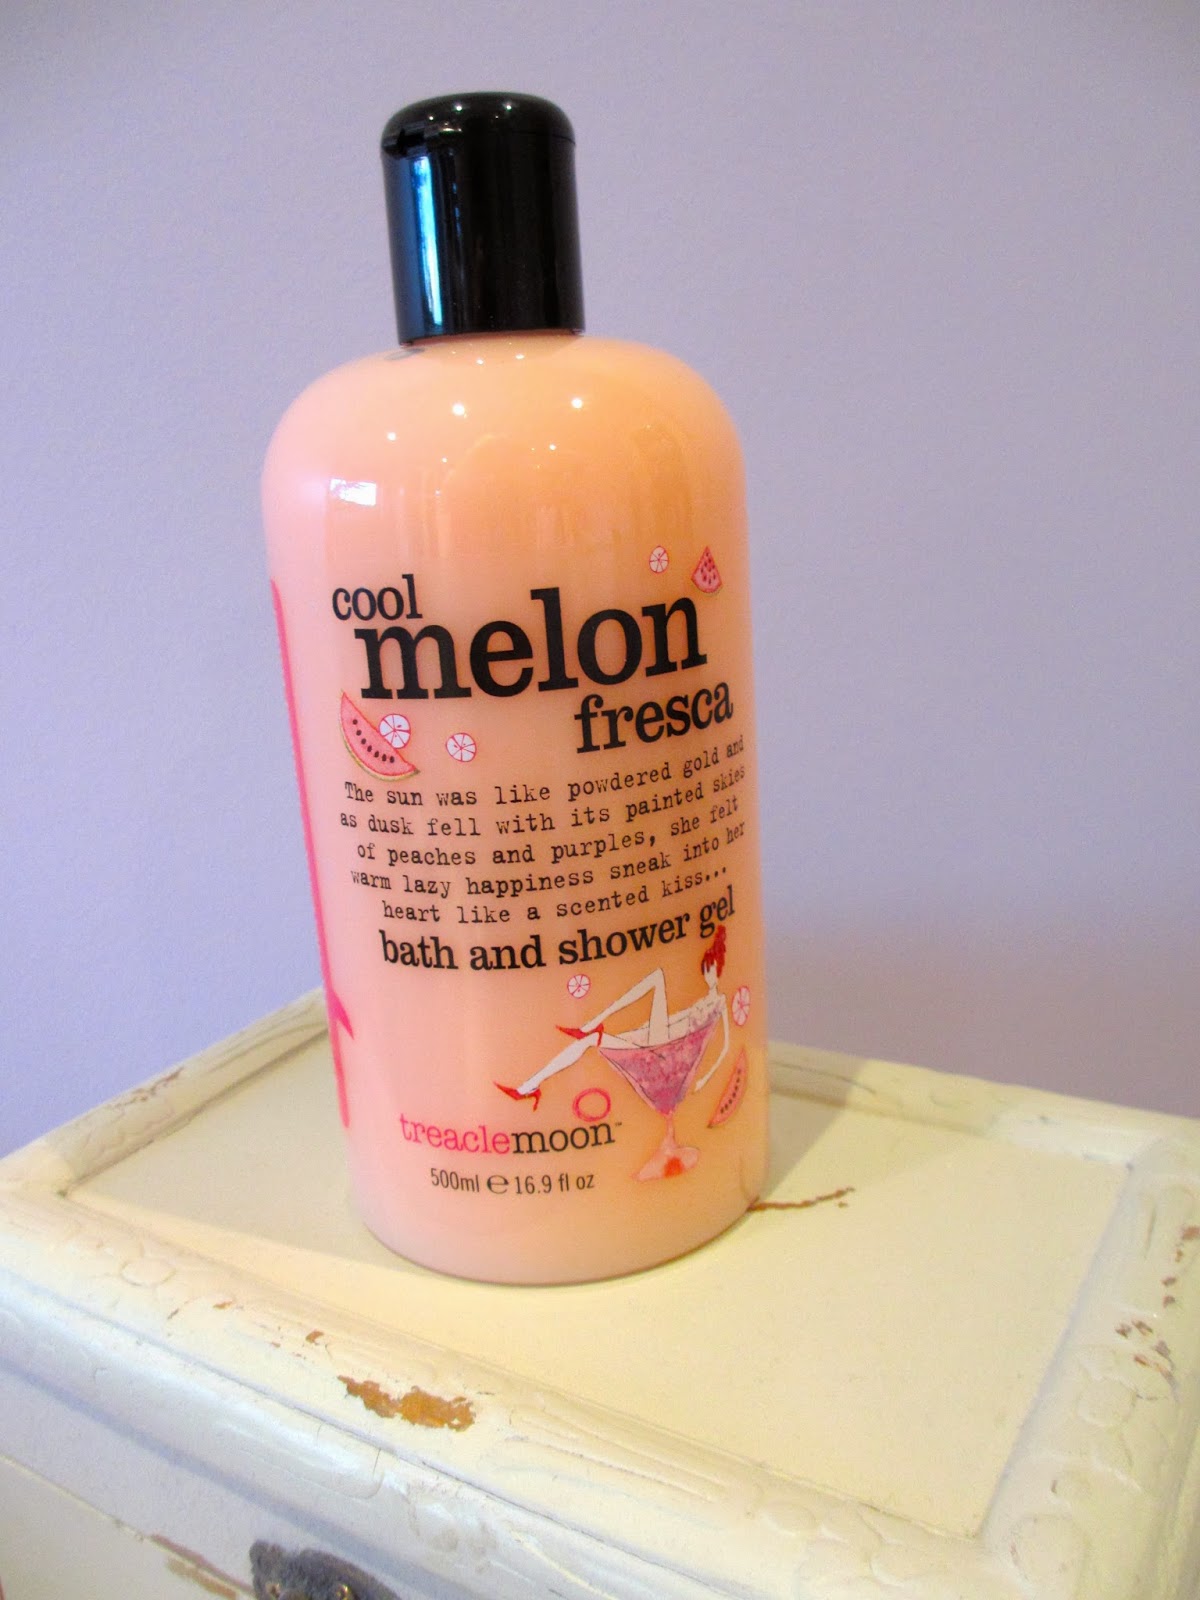 cool
melon
fresca
The sun was like powdered gold and
as dusk fell with its painted skies
of peaches and purples, she felt
warm lazy happiness sneak into her
heart like a scented kiss...
bath and shower gel
treaclemoon™
500ml ℮ 16.9 fl oz